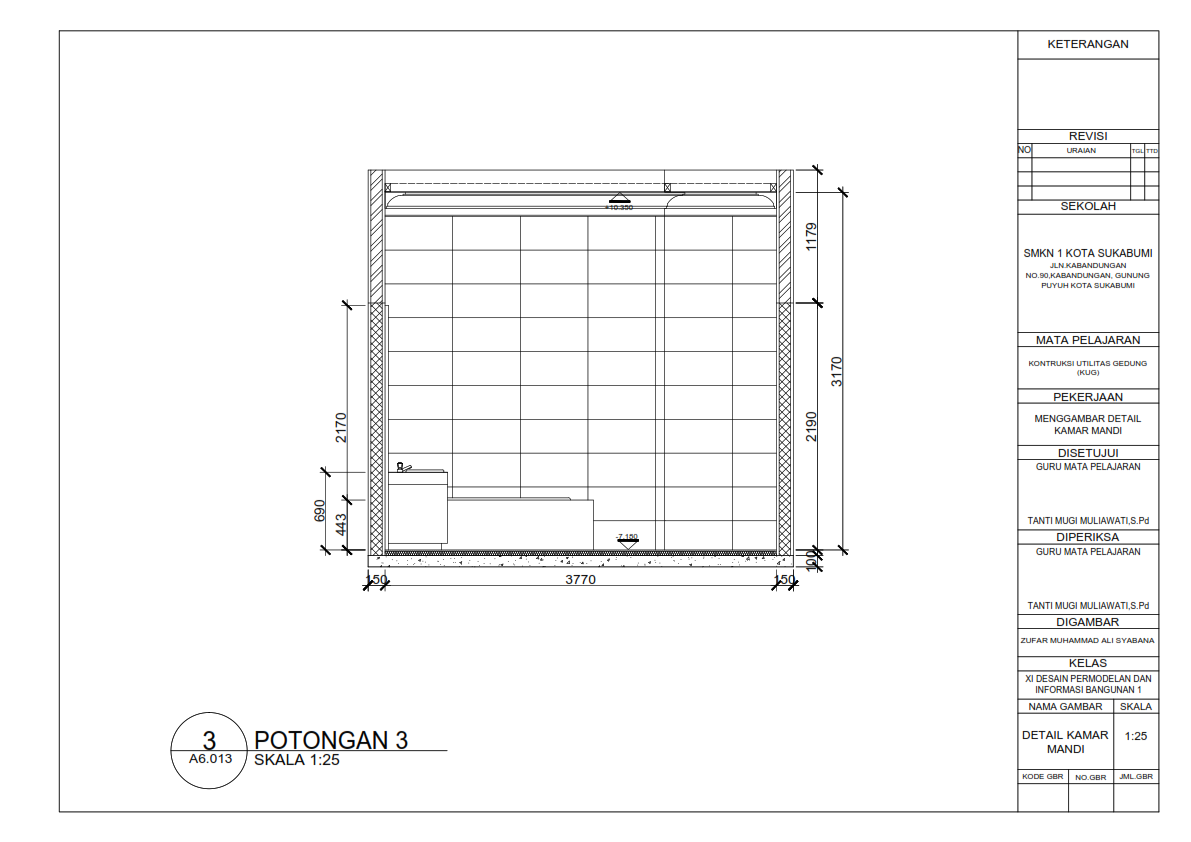 KETERANGAN
REVISI
NO URAIAN TGL TTD
SEKOLAH
SMKN 1 KOTA SUKABUMI
JLN.KABANDUNGAN
NO.90,KABANDUNGAN, GUNUNG
PUYUH KOTA SUKABUMI
MATA PELAJARAN
KONTRUKSI UTILITAS GEDUNG
(KUG)
PEKERJAAN
MENGGAMBAR DETAIL
KAMAR MANDI
DISETUJUI
GURU MATA PELAJARAN
TANTI MUGI MULIAWATI,S.Pd
DIPERIKSA
GURU MATA PELAJARAN
TANTI MUGI MULIAWATI,S.Pd
DIGAMBAR
ZUFAR MUHAMMAD ALI SYABANA
KELAS
XI DESAIN PERMODELAN DAN
INFORMASI BANGUNAN 1
NAMA GAMBAR SKALA
DETAIL KAMAR
MANDI
1:25
KODE GBR NO.GBR JML.GBR
+10.350
1179
3170
2170
2190
690
443
-7.150
100
150 3770 150
3
A6.013
POTONGAN 3
SKALA 1:25